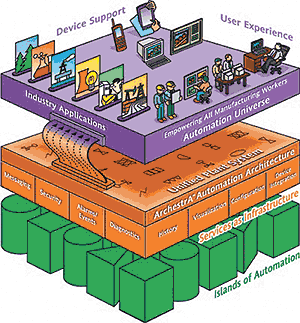 Device Support
User Experience
Industry Applications
Empowering All Manufacturing Workers
Automation Universe
Unified Plant System
ArchestrA Automation Architecture
Messaging
Security
Alarms/
Events
Diagnostics
History
Visualization
Configuration
Device
Integration
Services or Infrastructure
Islands of Automation